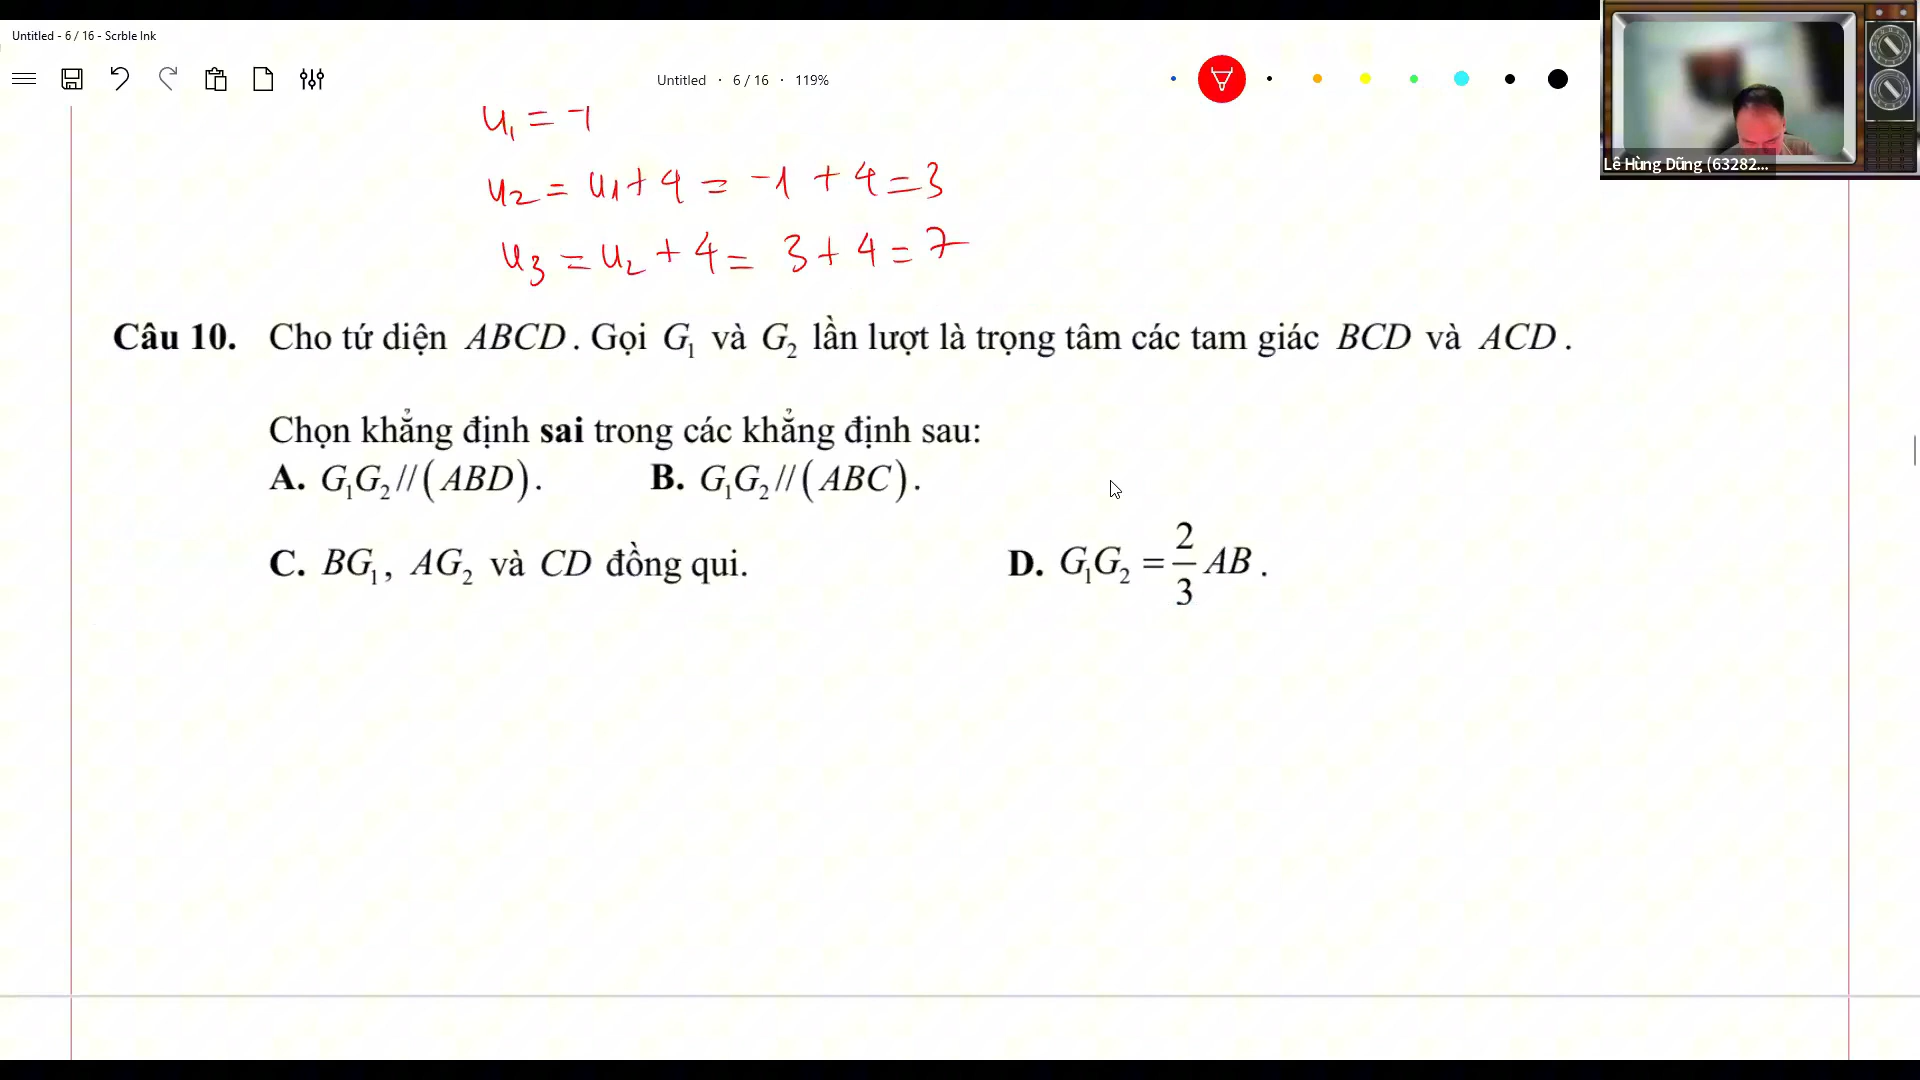 Untitled - 6 / 16 - Scrble Ink
Untitled · 6 / 16 · 119%
Lê Hùng Dũng (63282...
u₁ = -1
u₂ = u₁ + 4 = -1 + 4 = 3
u₃ = u₂ + 4 = 3 + 4 = 7
Câu 10. Cho tứ diện ABCD. Gọi G₁ và G₂ lần lượt là trọng tâm các tam giác BCD và ACD.
Chọn khẳng định sai trong các khẳng định sau:
A. G₁G₂ // (ABD). B. G₁G₂ // (ABC).
C. BG₁, AG₂ và CD đồng qui. D. G₁G₂ = 2/3 AB.